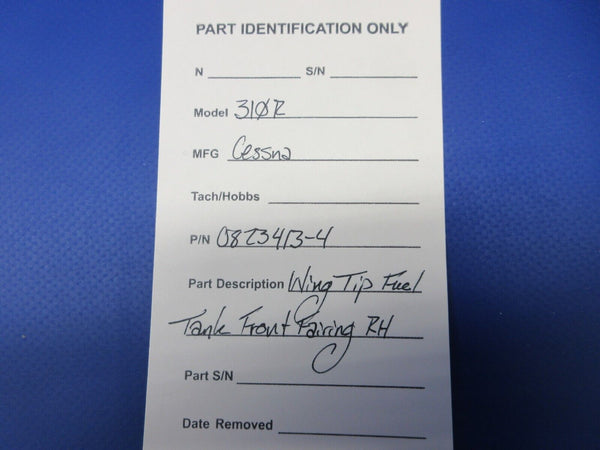 PART IDENTIFICATION ONLY
N S/N
Model 310R
MFG Cessna
Tach/Hobbs
P/N 0823413-4
Part Description Wing Tip Fuel
Tank Front Fairing RH
Part S/N
Date Removed